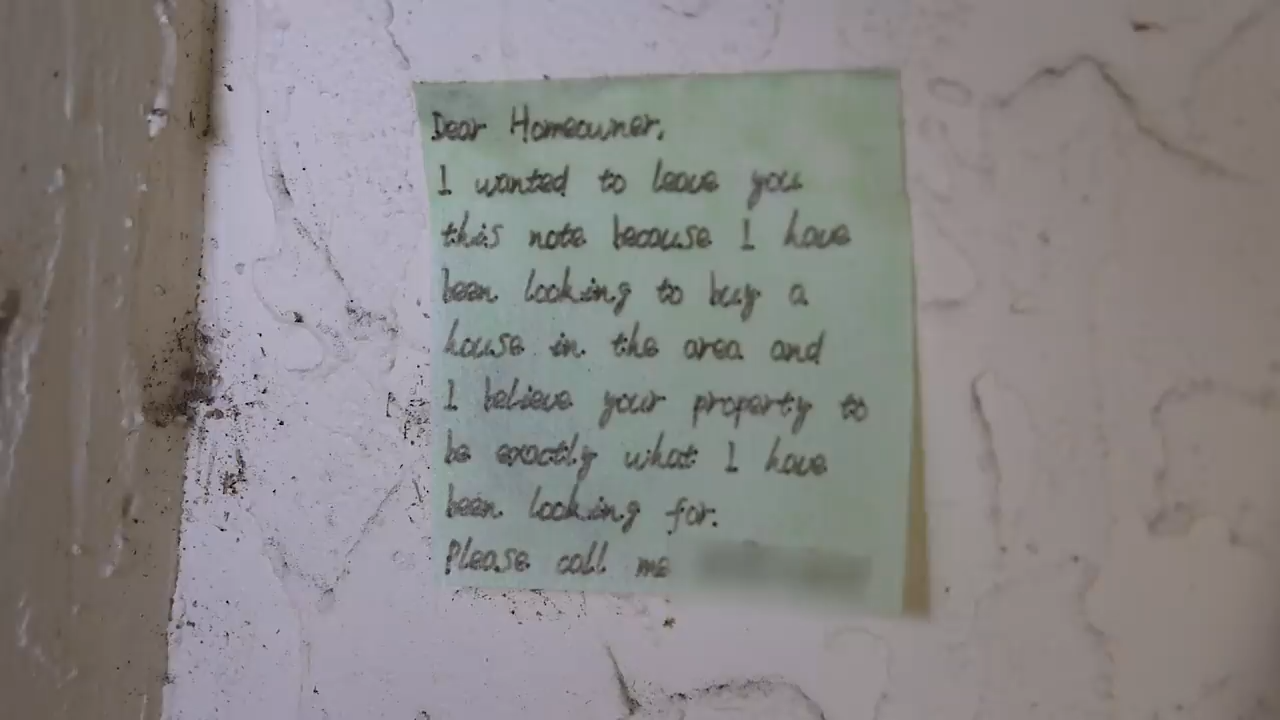 Dear Homeowner,
I wanted to leave you
this note because I have
been looking to buy a
house in the area and
I believe your property to
be exactly what I have
been looking for.
Please call me